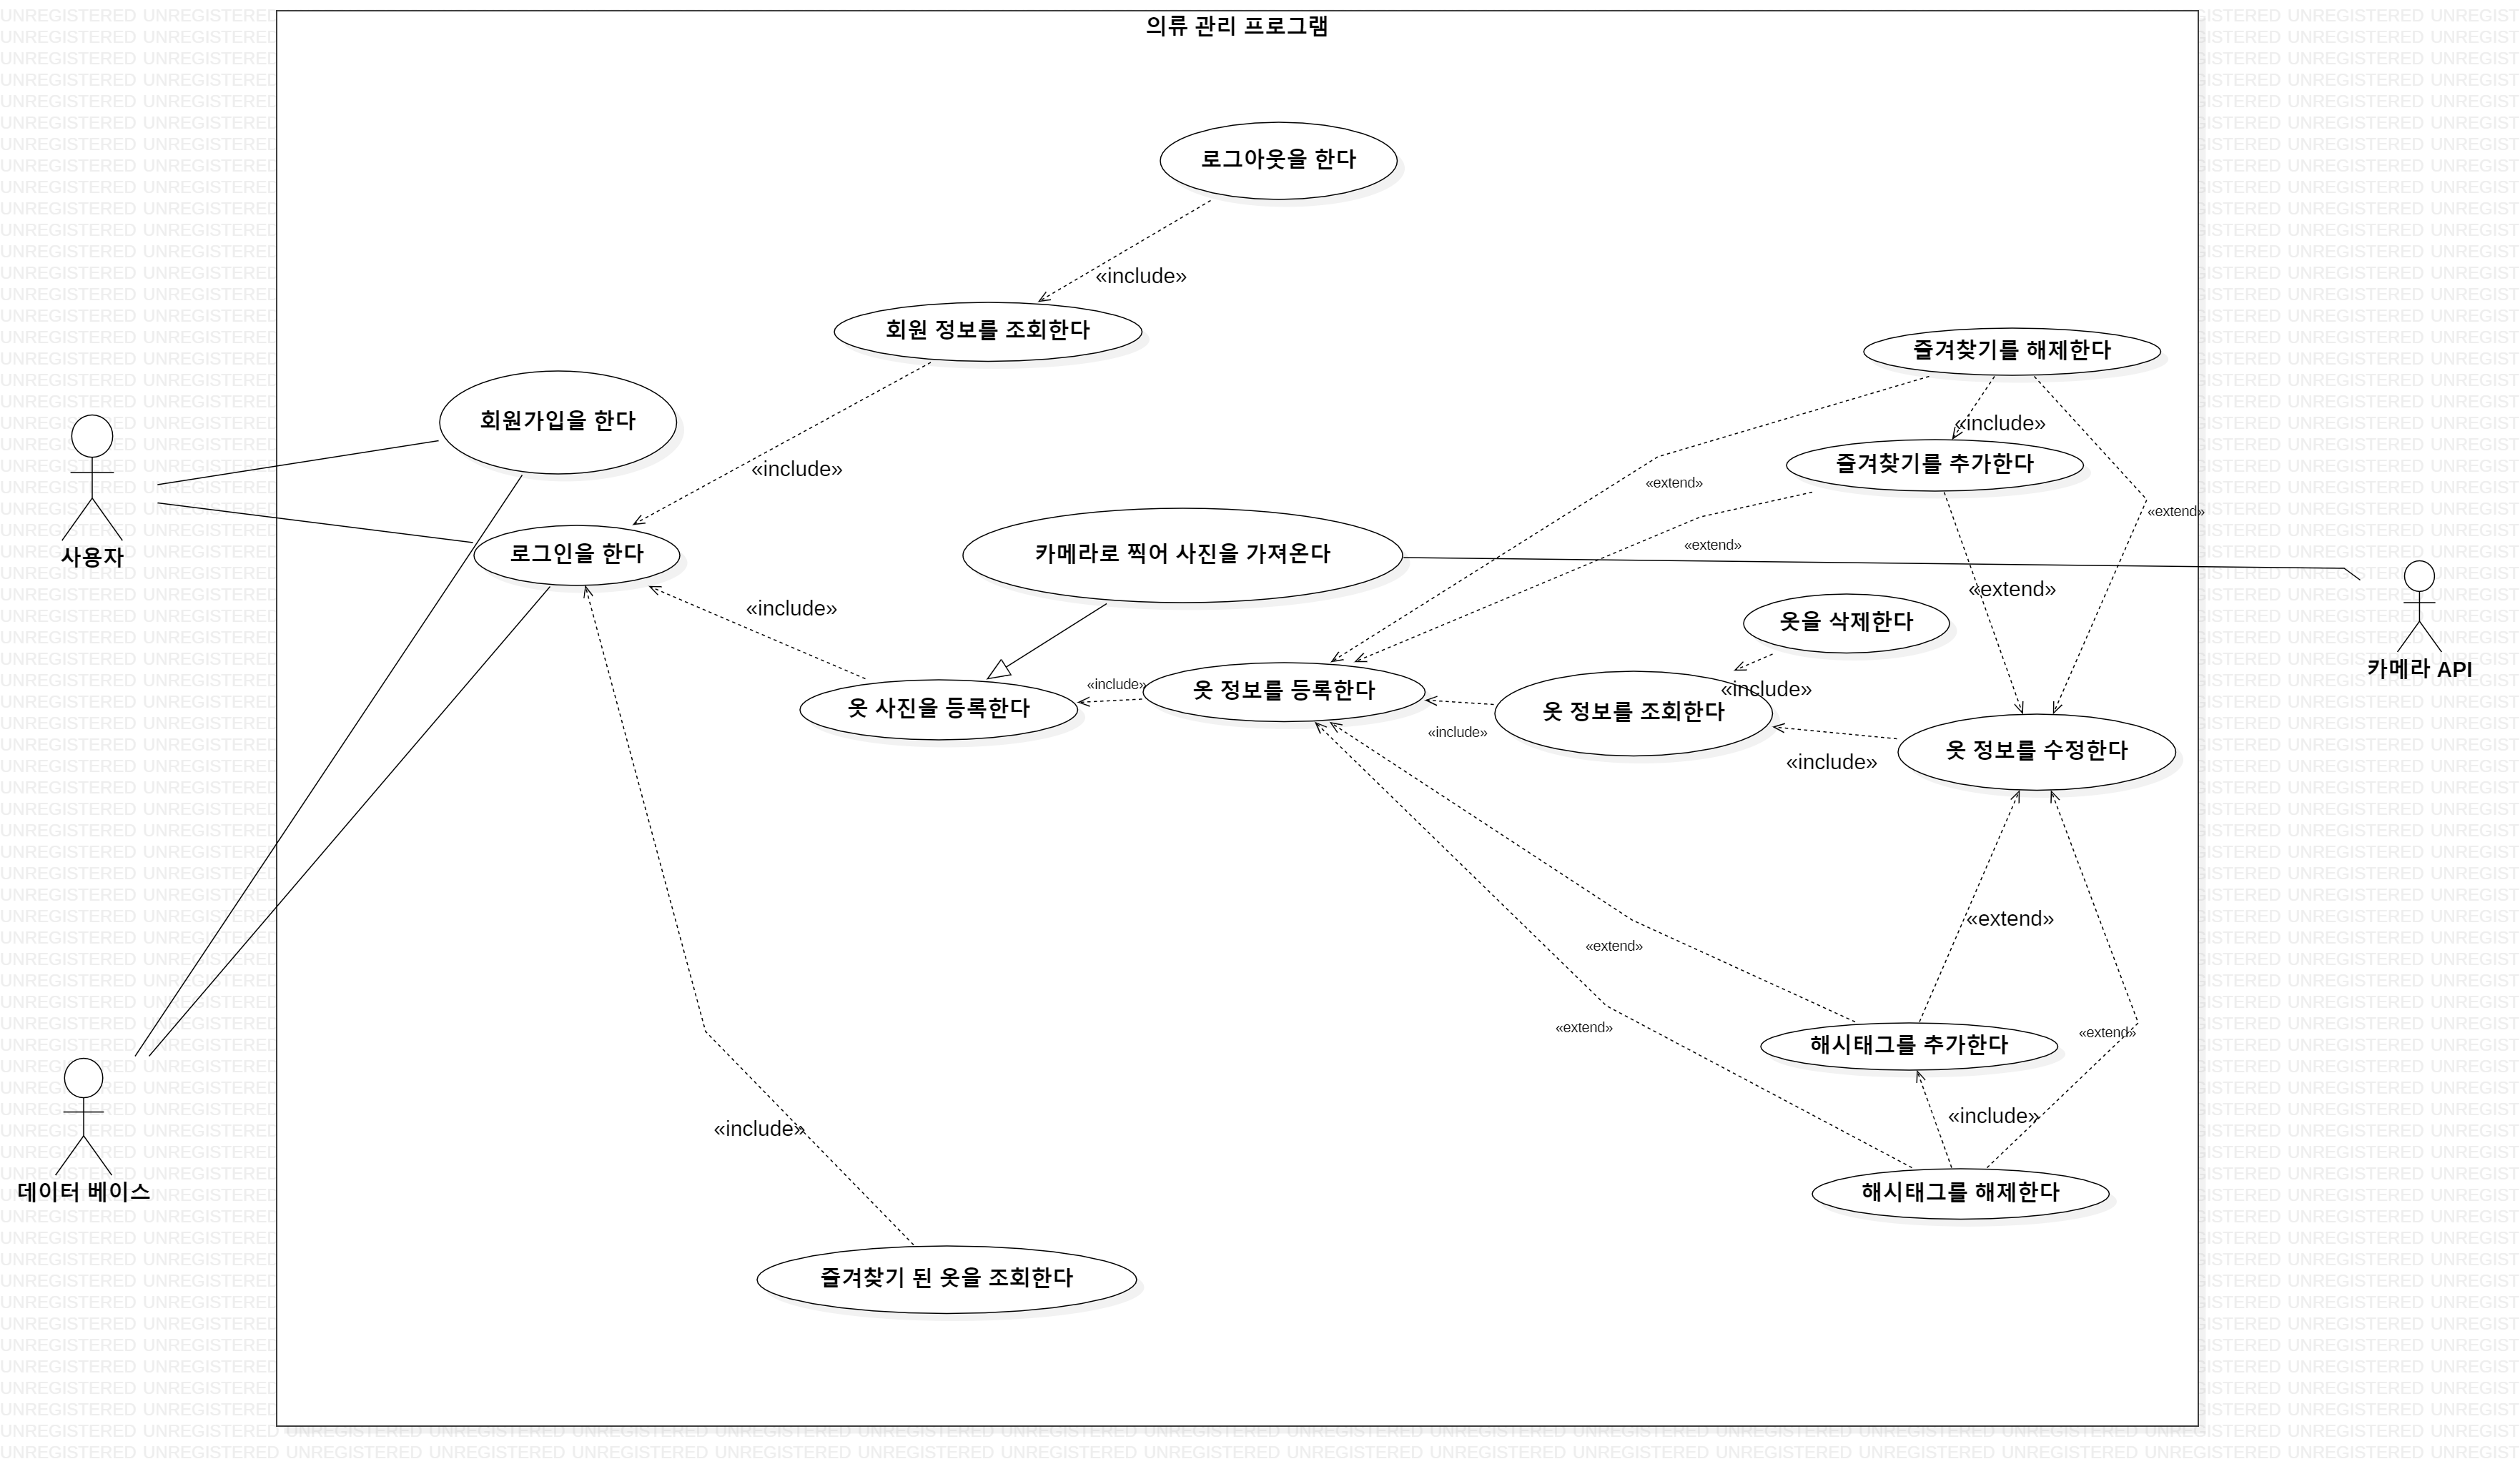 의류 관리 프로그램
로그아웃을 한다
«include»
회원 정보를 조회한다
즐겨찾기를 해제한다
회원가입을 한다
«include»
즐겨찾기를 추가한다
«include»
«extend»
«extend»
«extend»
사용자
로그인을 한다
카메라로 찍어 사진을 가져온다
«extend»
«include»
옷을 삭제한다
카메라 API
«include»
옷 정보를 등록한다
«include»
옷 사진을 등록한다
옷 정보를 조회한다
«include»
옷 정보를 수정한다
«include»
«extend»
«extend»
«extend»
«extend»
해시태그를 추가한다
«include»
«include»
데이터 베이스
해시태그를 해제한다
즐겨찾기 된 옷을 조회한다